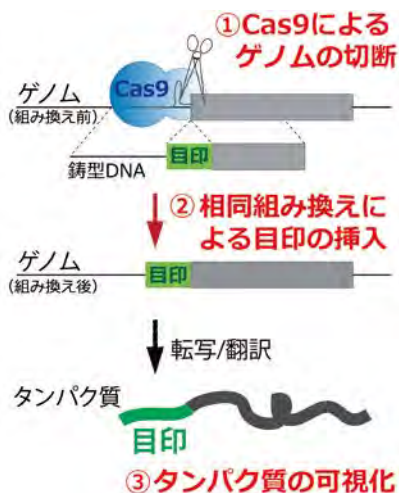 ①Cas9による
ゲノムの切断
Cas9
ゲノム
(組み換え前)
目印
鋳型DNA
②相同組み換えに
よる目印の挿入
ゲノム
(組み換え後)
目印
転写/翻訳
タンパク質
目印
③タンパク質の可視化